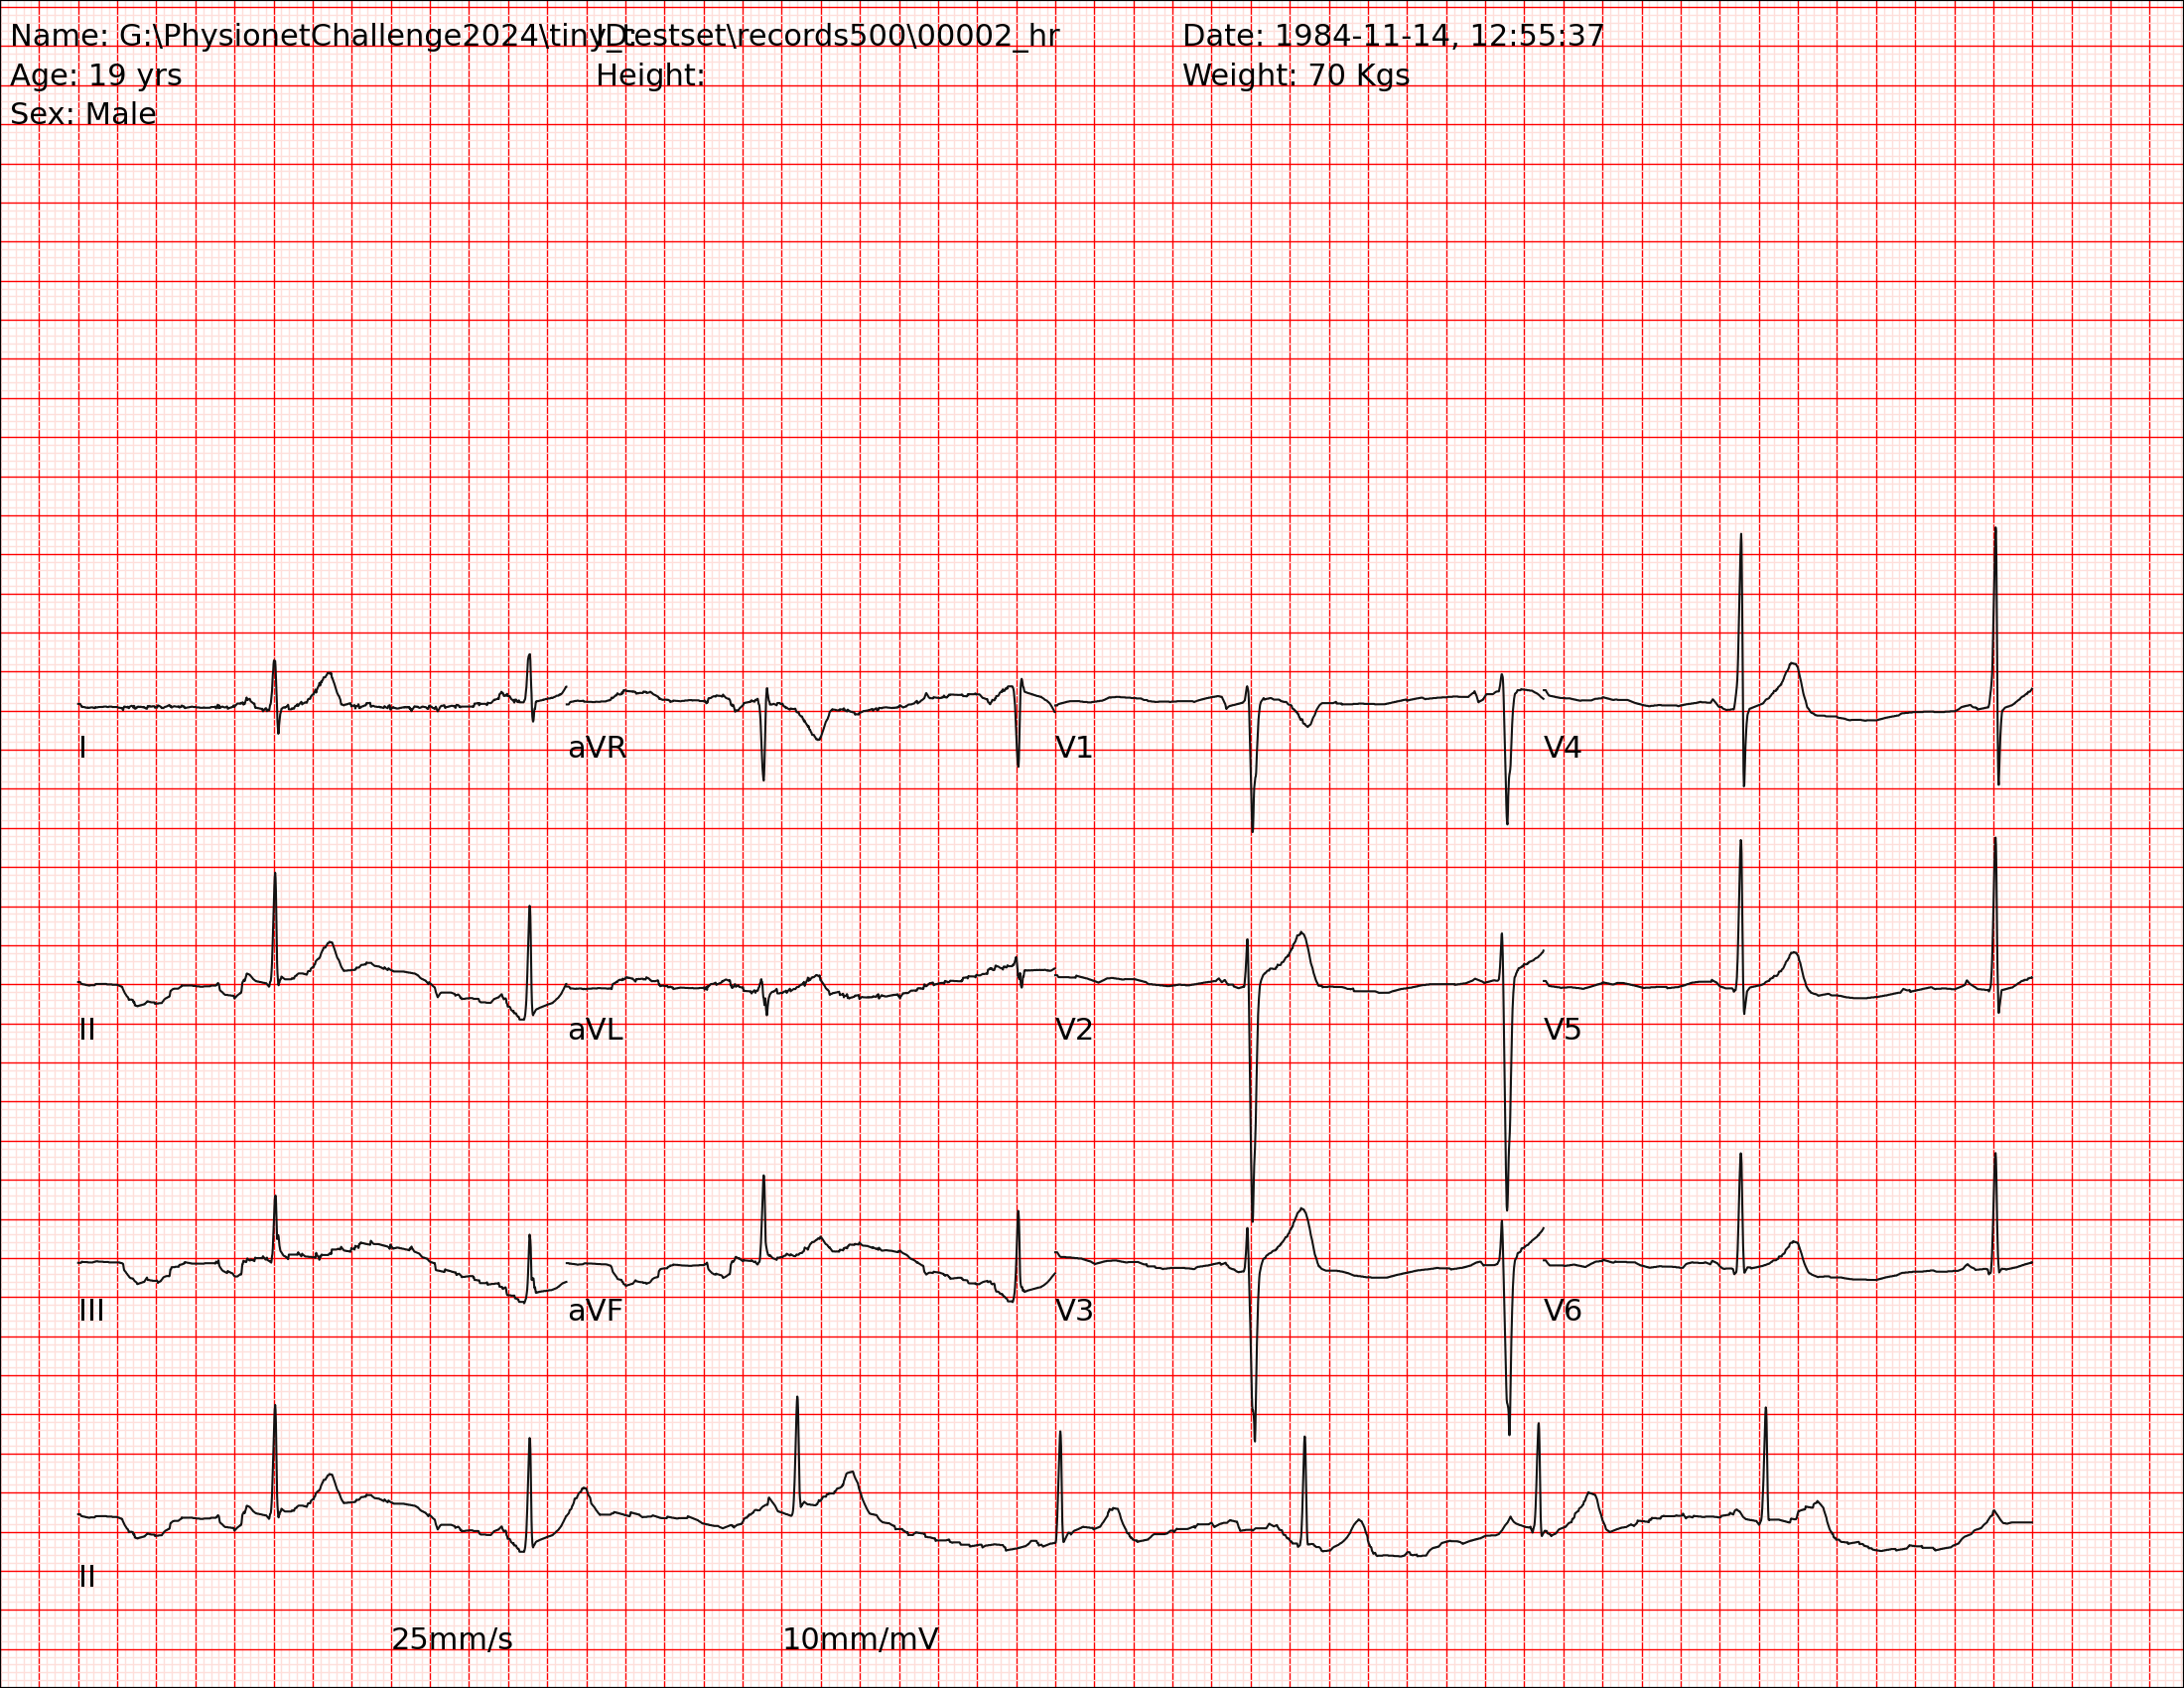 Name: G:\PhysionetChallenge2024\tiny_testset\records500\00002_hr ID: Date: 1984-11-14, 12:55:37
Age: 19 yrs Height: Weight: 70 Kgs
Sex: Male
I aVR V1 V4
II aVL V2 V5
III aVF V3 V6
II
25mm/s 10mm/mV